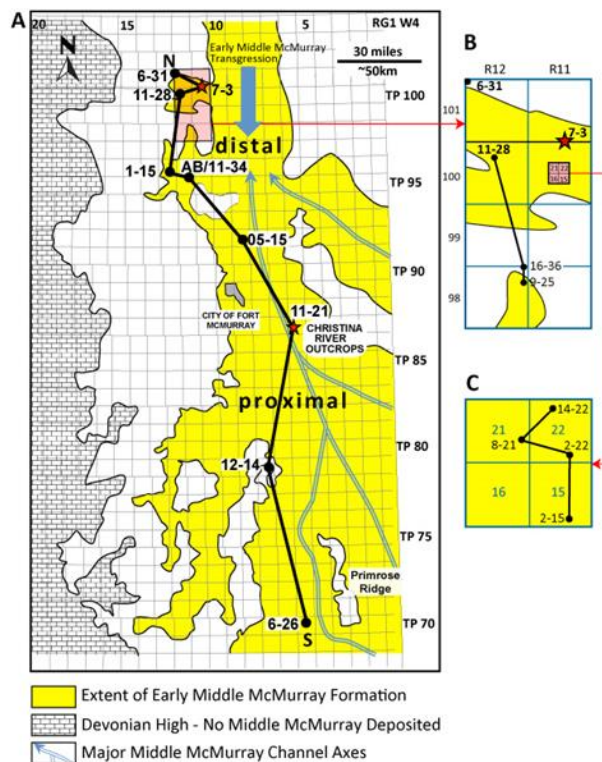 A
20 15 10 5 RG1 W4
N
N
Early Middle McMurray
Transgression
30 miles
~50km
6-31
7-3
11-28
TP 100
distal
1-15
AB/11-34
TP 95
05-15
TP 90
CITY OF FORT
MCMURRAY
11-21
CHRISTINA
RIVER
OUTCROPS
TP 85
proximal
TP 80
12-14
TP 75
Primrose
Ridge
6-26
S
TP 70
Extent of Early Middle McMurray Formation
Devonian High - No Middle McMurray Deposited
Major Middle McMurray Channel Axes
B
R12 R11
6-31
101
7-3
11-28
21 22
16 15
100
99
16-36
9-25
98
C
14-22
21 22
8-21
2-22
16 15
2-15